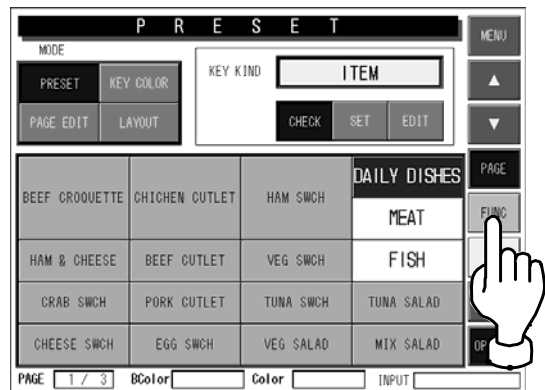 PRESET
MENU
MODE
PRESET
KEY COLOR
PAGE EDIT
LAYOUT
KEY KIND
ITEM
CHECK
SET
EDIT
▲
▼
PAGE
FUNC
BEEF CROQUETTE
CHICHEN CUTLET
HAM SWCH
DAILY DISHES
MEAT
HAM & CHEESE
BEEF CUTLET
VEG SWCH
FISH
CRAB SWCH
PORK CUTLET
TUNA SWCH
TUNA SALAD
CHEESE SWCH
EGG SWCH
VEG SALAD
MIX SALAD
PAGE 1 / 3
BColor
Color
INPUT